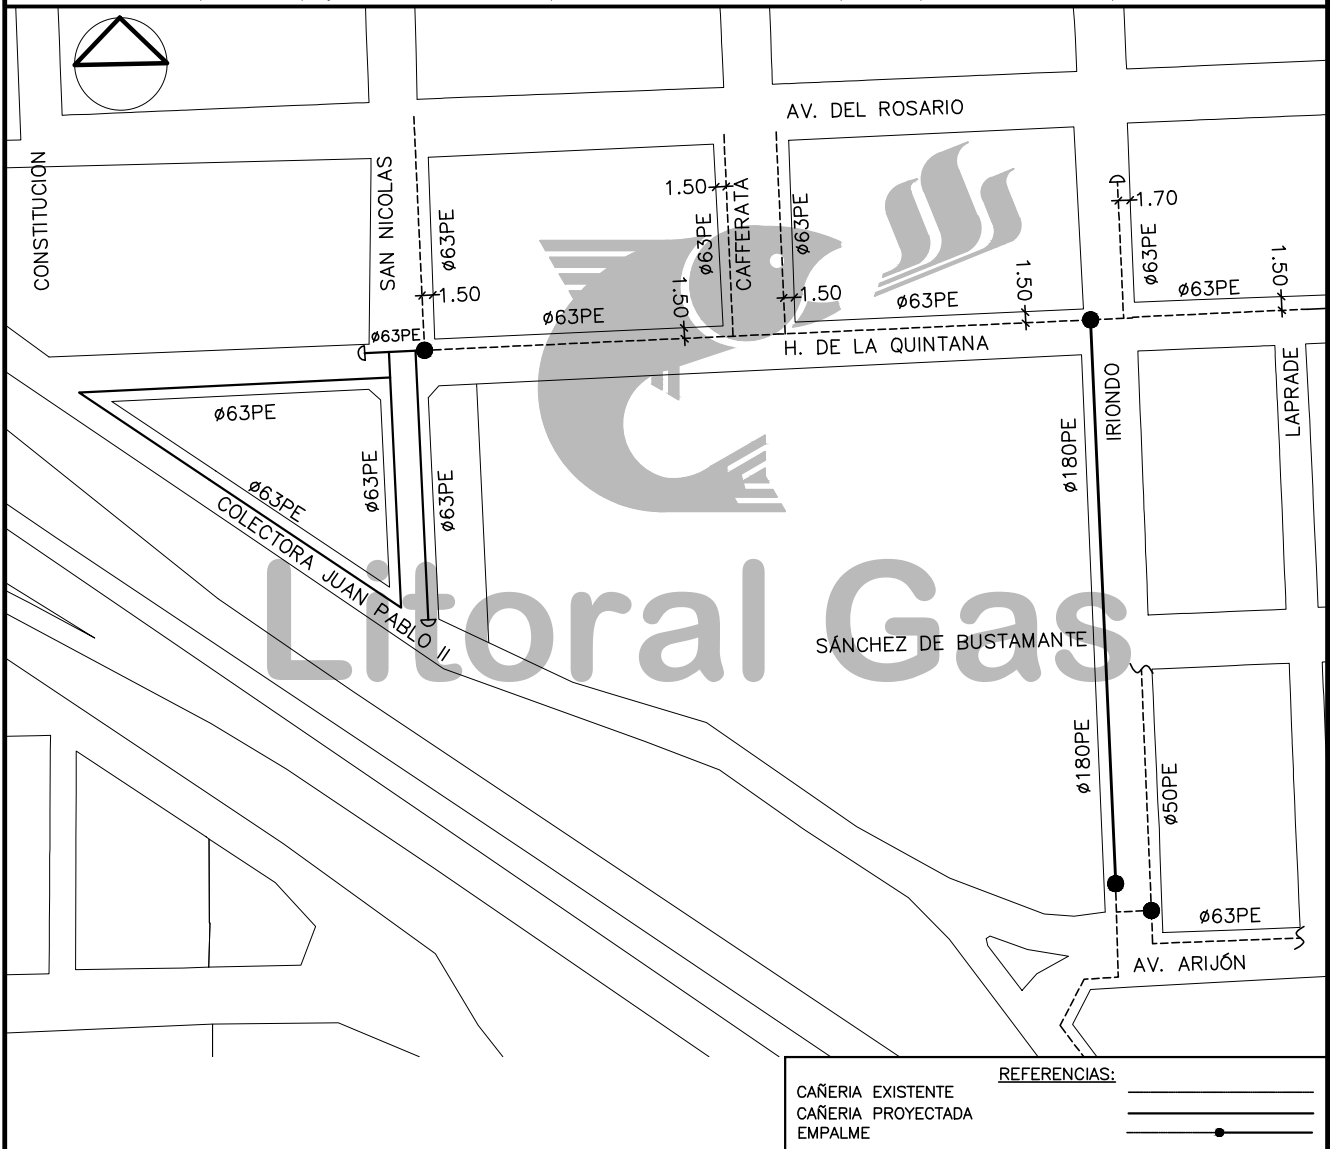 AV. DEL ROSARIO
CONSTITUCION
SAN NICOLAS
CAFFERATA
1.50
1.70
ø63PE
ø63PE
ø63PE
ø63PE
1.50
1.50
1.50
1.50
1.50
ø63PE
ø63PE
ø63PE
ø63PE
H. DE LA QUINTANA
IRIONDO
LAPRADE
ø63PE
ø63PE
ø63PE
ø63PE
ø180PE
COLECTORA JUAN PABLO II
Litoral Gas
SÁNCHEZ DE BUSTAMANTE
ø180PE
ø50PE
ø63PE
AV. ARIJÓN
REFERENCIAS:
CAÑERIA EXISTENTE
CAÑERIA PROYECTADA
EMPALME